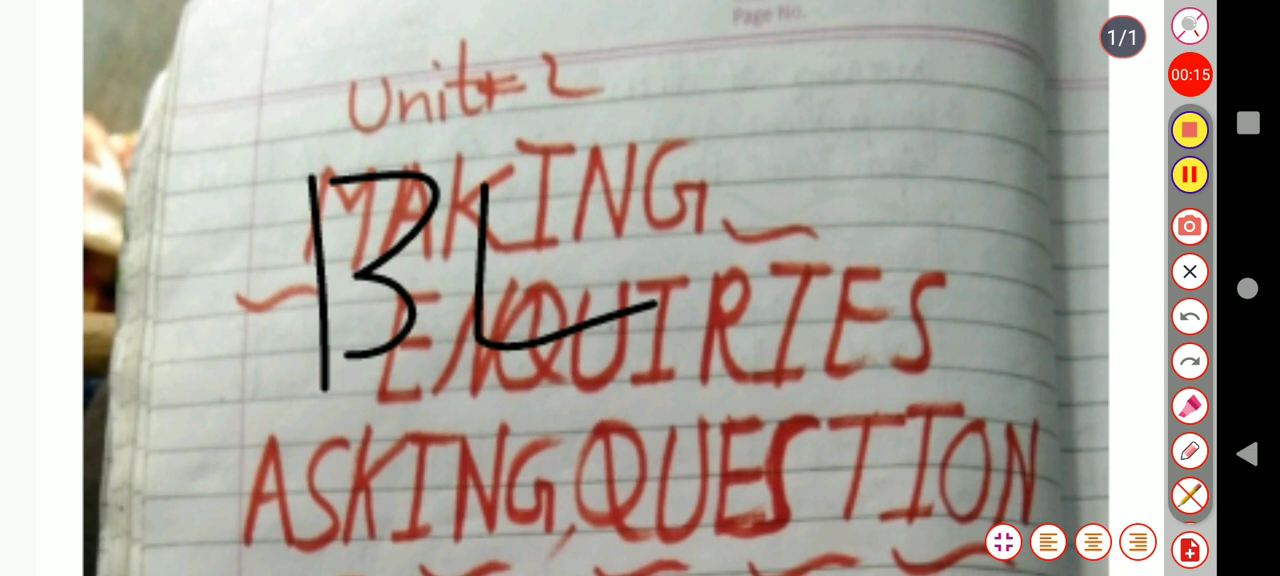 Page No.
1/1
00:15
Unit=2
MAKING
BL
ENQUIRIES
ASKING, QUESTION